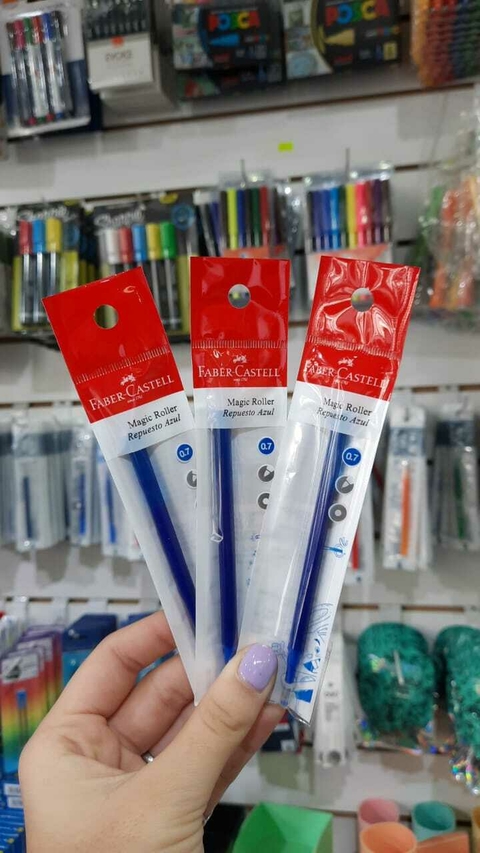 POSCA
POSCA
FABER-CASTELL
Magic Roller
Repuesto Azul
0.7
FABER-CASTELL
Magic Roller
Repuesto Azul
0.7
FABER-CASTELL
Magic Roller
Repuesto Azul
0.7